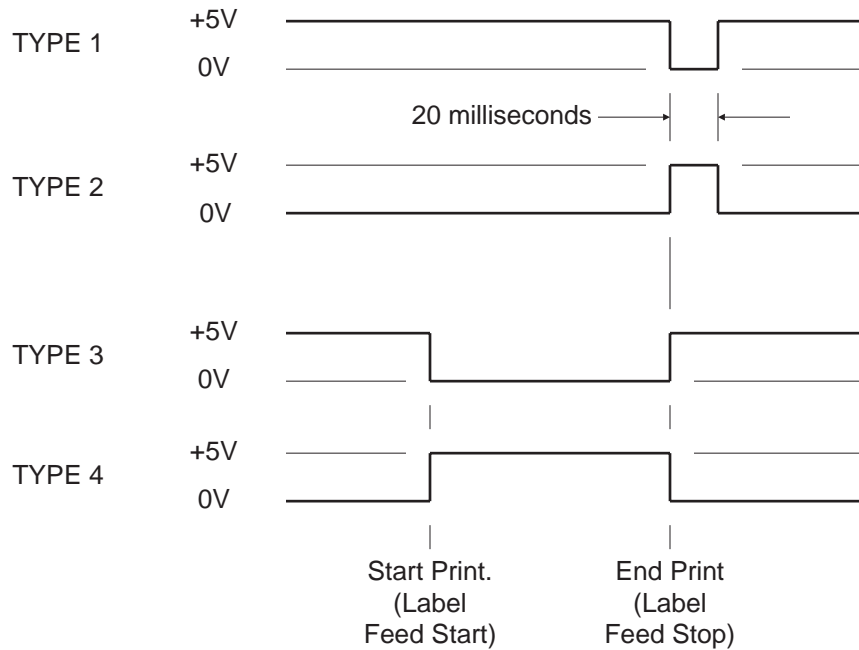 +5V
TYPE 1
0V
20 milliseconds
+5V
TYPE 2
0V
+5V
TYPE 3
0V
+5V
TYPE 4
0V
Start Print.
(Label
Feed Start)
End Print
(Label
Feed Stop)